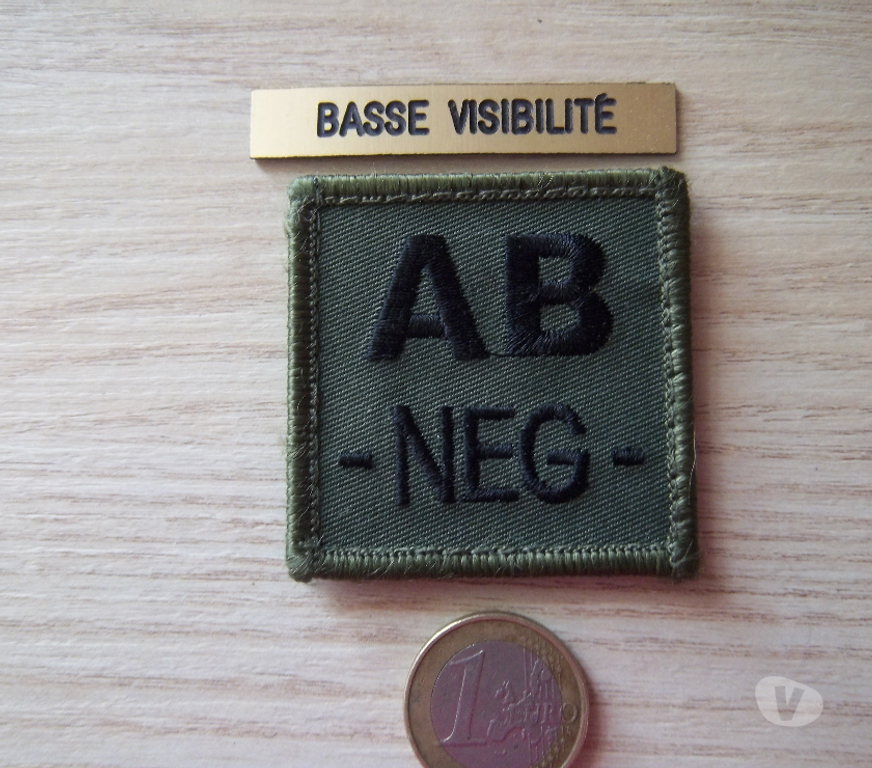 BASSE VISIBILITÉ
AB
- NEG -
1 EURO
V